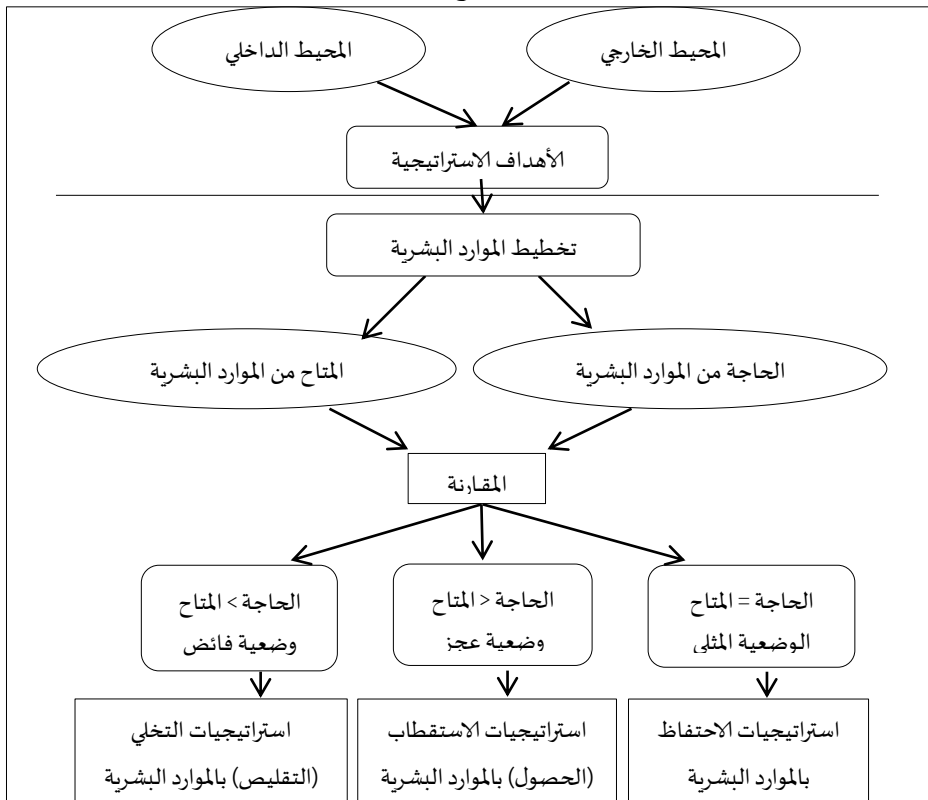 المحيط الخارجي
المحيط الداخلي
الأهداف الاستراتيجية
تخطيط الموارد البشرية
الحاجة من الموارد البشرية
المتاح من الموارد البشرية
المقارنة
الحاجة = المتاح
الوضعية المثلى
الحاجة > المتاح
وضعية عجز
الحاجة < المتاح
وضعية فائض
استراتيجيات الاحتفاظ
بالموارد البشرية
استراتيجيات الاستقطاب
(الحصول) بالموارد البشرية
استراتيجيات التخلي
(التقليص) بالموارد البشرية